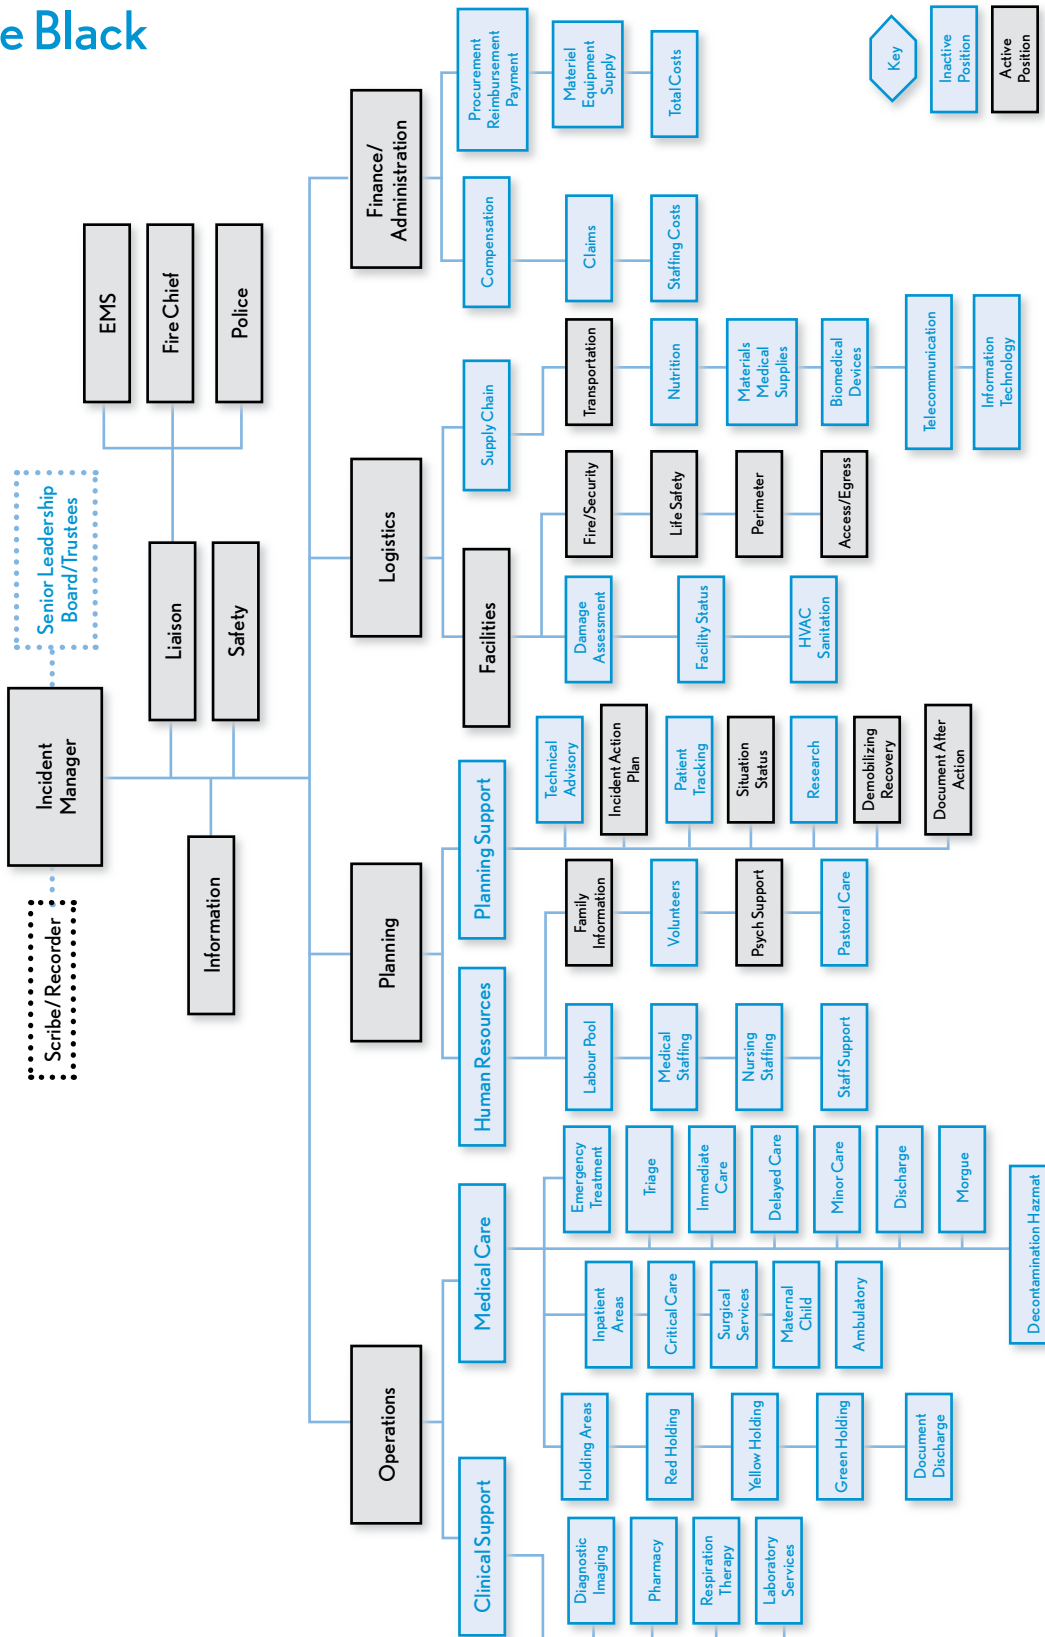 e Black
Key
Inactive
Position
Active
Position
Incident
Manager
Scribe/ Recorder
Senior Leadership
Board/Trustees
Liaison
Safety
Information
EMS
Fire Chief
Police
Operations
Planning
Logistics
Finance/
Administration
Clinical Support
Medical Care
Human Resources
Planning Support
Facilities
Supply Chain
Compensation
Procurement
Reimbursement
Payment
Diagnostic
Imaging
Pharmacy
Respiration
Therapy
Laboratory
Services
Holding Areas
Red Holding
Yellow Holding
Green Holding
Document
Discharge
Inpatient
Areas
Critical Care
Surgical
Services
Maternal
Child
Ambulatory
Emergency
Treatment
Triage
Immediate
Care
Delayed Care
Minor Care
Discharge
Morgue
Decontamination Hazmat
Labour Pool
Medical
Staffing
Nursing
Staffing
Staff Support
Family
Information
Volunteers
Psych Support
Pastoral Care
Technical
Advisory
Incident Action
Plan
Patient
Tracking
Situation
Status
Research
Demobilizing
Recovery
Document After
Action
Damage
Assessment
Facility Status
HVAC
Sanitation
Fire/Security
Life Safety
Perimeter
Access/Egress
Transportation
Nutrition
Materials
Medical
Supplies
Biomedical
Devices
Telecommunication
Information
Technology
Claims
Staffing Costs
Materiel
Equipment
Supply
Total Costs